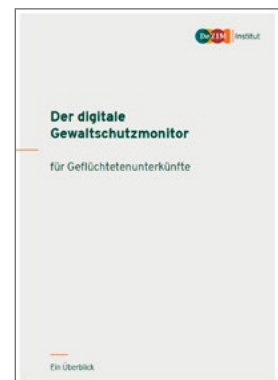 DeZIM Institut
Der digitale
Gewaltschutzmonitor
für Geflüchtetenunterkünfte
Ein Überblick